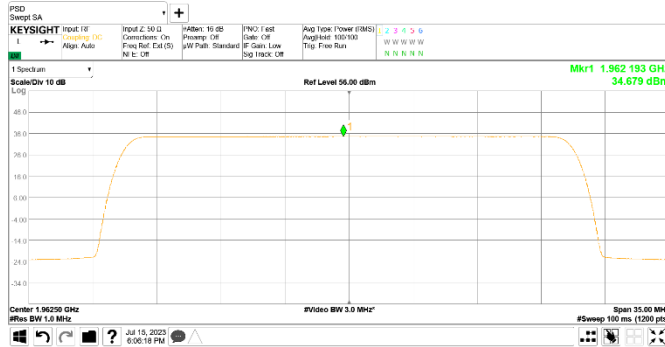 PSD
Swept SA
+
KEYSIGHT Input: RF Input Z: 50 Ω #Atten: 16 dB PNO: Fast Avg Type: Power (RMS) 1 2 3 4 5 6
L Coupling: DC Corrections: On Preamp: Off Gate: Off Avg|Hold: 100/100 W W W W W
Align: Auto Freq Ref: Ext (S) µW Path: Standard IF Gain: Low Trig: Free Run
NFE: Off Sig Track: Off N N N N N
1 Spectrum
Scale/Div 10 dB Ref Level 56.00 dBm Mkr1 1.962 193 GH
34.679 dBm
Log
46.0
36.0
26.0
16.0
6.00
-4.00
-14.0
-24.0
-34.0
1
Center 1.96250 GHz #Video BW 3.0 MHz* Span 35.00 MH
#Res BW 1.0 MHz #Sweep 100 ms (1200 pts
? Jul 15, 2023
6:06:18 PM